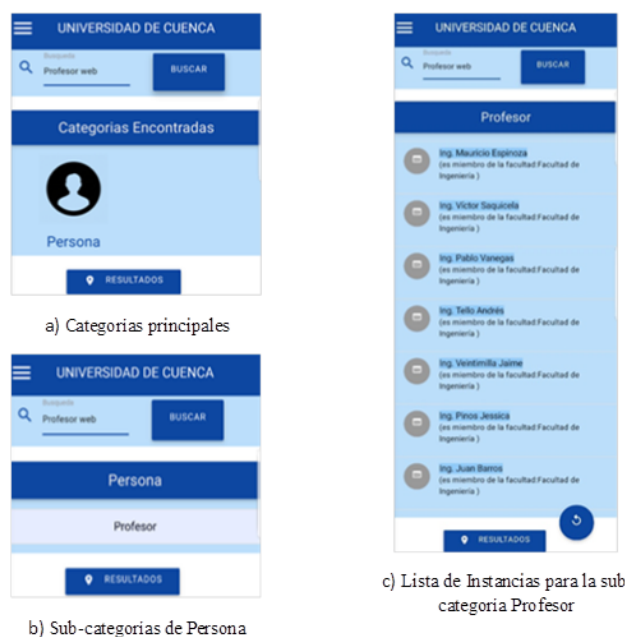 UNIVERSIDAD DE CUENCA
Busqueda
Profesor web
BUSCAR
Categorias Encontradas
Persona
RESULTADOS
a) Categorias principales
UNIVERSIDAD DE CUENCA
Busqueda
Profesor web
BUSCAR
Persona
Profesor
RESULTADOS
b) Sub-categorias de Persona
UNIVERSIDAD DE CUENCA
Busqueda
Profesor web
BUSCAR
Profesor
Ing. Mauricio Espinoza
(es miembro de la facultad:Facultad de
Ingeniería )
Ing. Víctor Saquicela
(es miembro de la facultad:Facultad de
Ingeniería )
Ing. Pablo Vanegas
(es miembro de la facultad:Facultad de
Ingeniería )
Ing. Tello Andrés
(es miembro de la facultad:Facultad de
Ingeniería )
Ing. Veintimilla Jaime
(es miembro de la facultad:Facultad de
Ingeniería )
Ing. Pinos Jessica
(es miembro de la facultad:Facultad de
Ingeniería )
Ing. Juan Barros
(es miembro de la facultad:Facultad de
Ingeniería )
RESULTADOS
c) Lista de Instancias para la sub
categoria Profesor